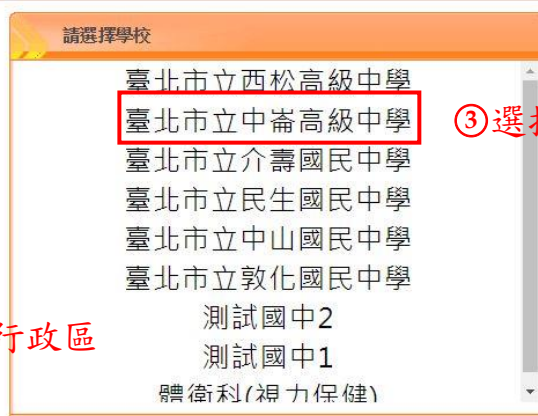 請選擇學校
臺北市立西松高級中學
臺北市立中崙高級中學
③選
臺北市立介壽國民中學
臺北市立民生國民中學
臺北市立中山國民中學
臺北市立敦化國民中學
測試國中2
行政區
測試國中1
體衛科(視力保健)